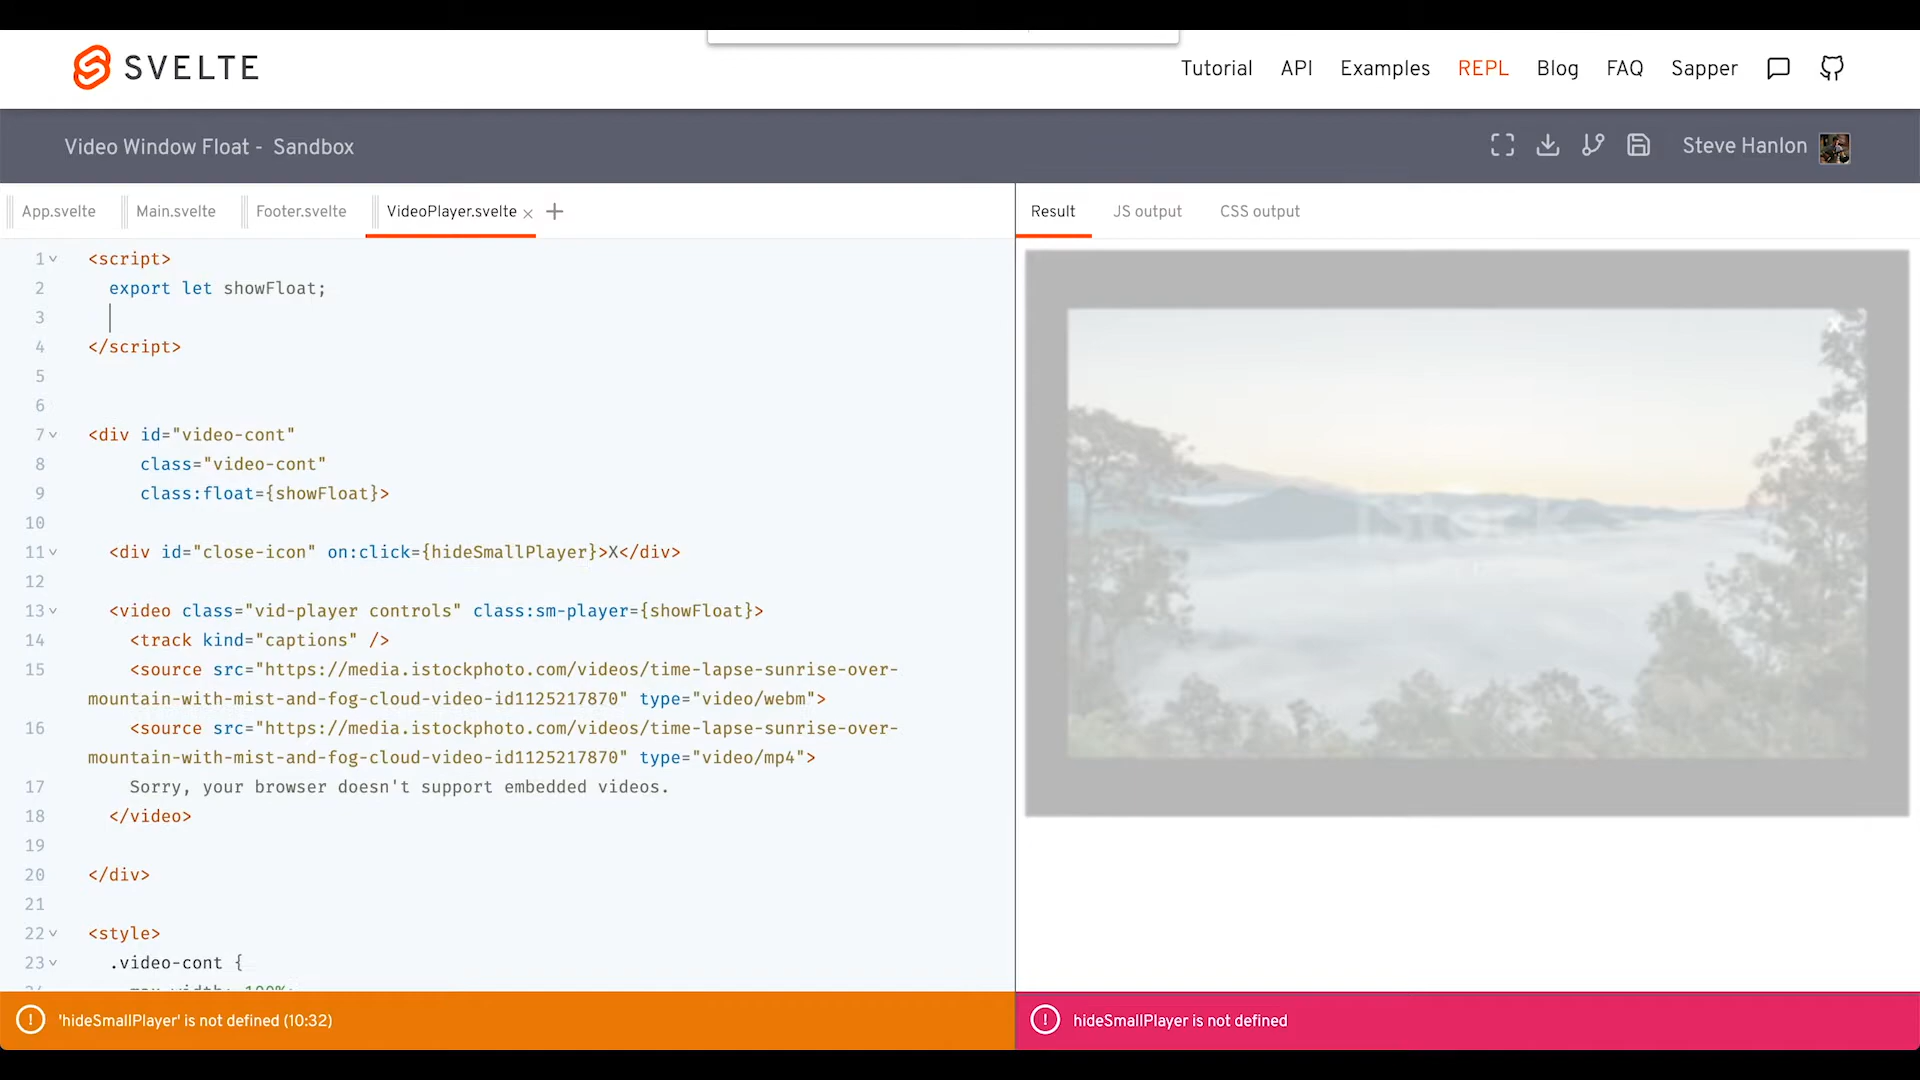 SVELTE
Tutorial API Examples REPL Blog FAQ Sapper
Video Window Float - Sandbox
Steve Hanlon
App.svelte Main.svelte Footer.svelte VideoPlayer.svelte × +
Result JS output CSS output
1 <script>
2 export let showFloat;
3
4 </script>
5
6
7 <div id="video-cont"
8 class="video-cont"
9 class:float={showFloat}>
10
11 <div id="close-icon" on:click={hideSmallPlayer}>X</div>
12
13 <video class="vid-player controls" class:sm-player={showFloat}>
14 <track kind="captions" />
15 <source src="https://media.istockphoto.com/videos/time-lapse-sunrise-over-
mountain-with-mist-and-fog-cloud-video-id1125217870" type="video/webm">
16 <source src="https://media.istockphoto.com/videos/time-lapse-sunrise-over-
mountain-with-mist-and-fog-cloud-video-id1125217870" type="video/mp4">
17 Sorry, your browser doesn't support embedded videos.
18 </video>
19
20 </div>
21
22 <style>
23 .video-cont {
X
'hideSmallPlayer' is not defined (10:32)
hideSmallPlayer is not defined